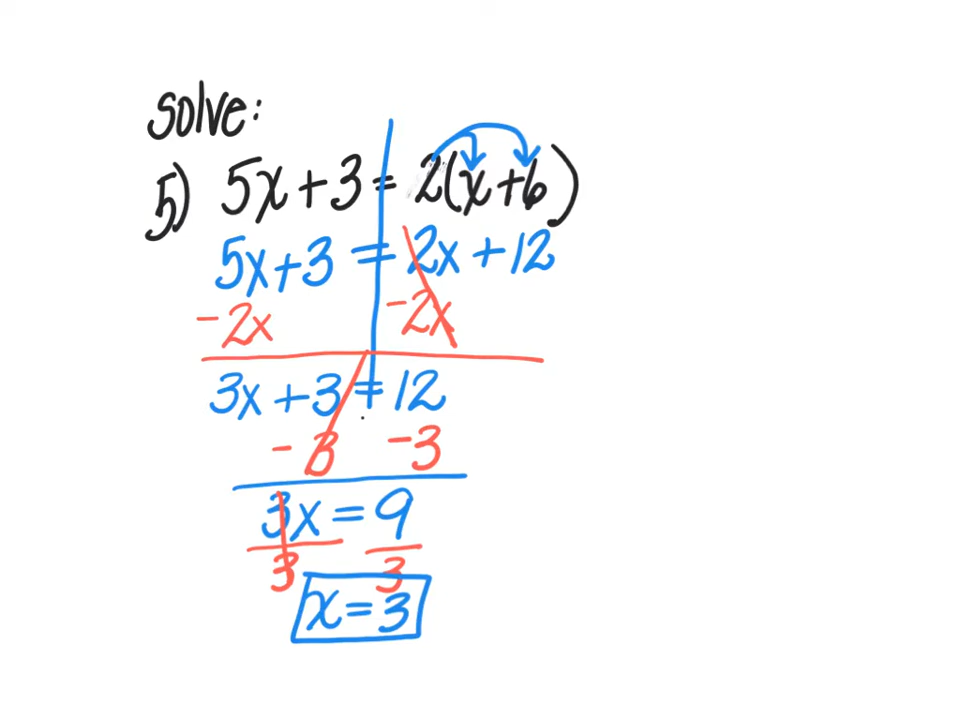 solve:
5) 5x+3 = 2(x+6)
5x+3 = 2x+12
-2x -2x
3x+3 = 12
-3 -3
3x = 9
3 3
x = 3